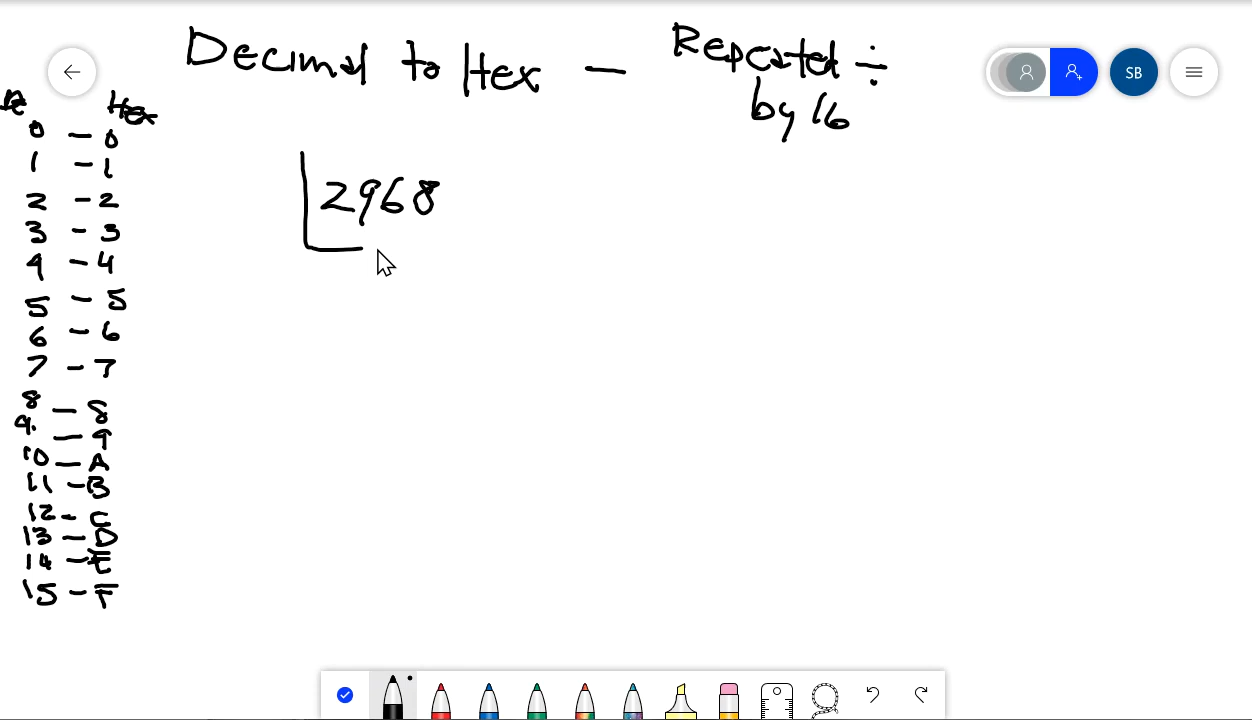 Decimal to Hex - Repeated ÷
by 16
SB
Hex
0 - 0
1 - 1
2 - 2
3 - 3
4 - 4
5 - 5
6 - 6
7 - 7
8 - 8
9. - 9
10 - A
11 - B
12 - C
13 - D
14 - E
15 - F
2968